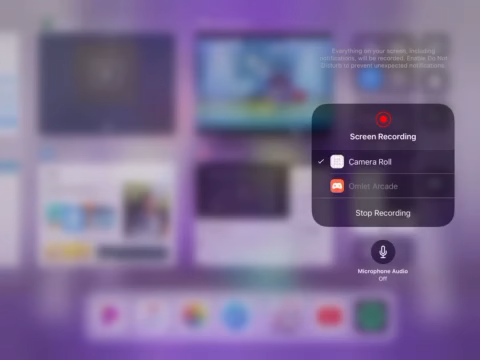 Everything on your screen, including
notifications, will be recorded. Enable Do Not
Disturb to prevent unexpected notifications.
Screen Recording
Camera Roll
Omlet Arcade
Stop Recording
Microphone Audio
Off